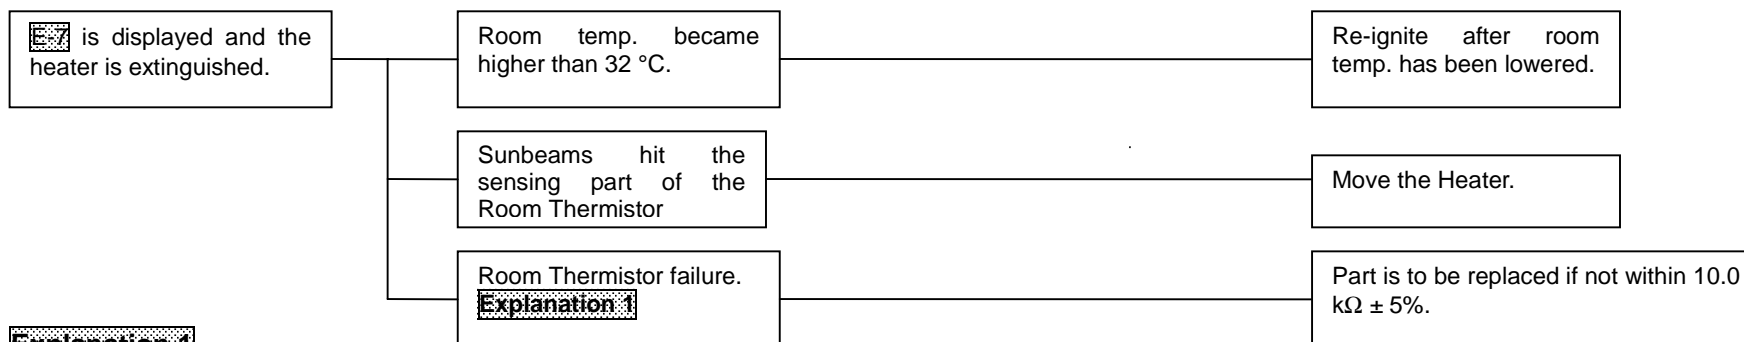 E-7 is displayed and the
heater is extinguished.
Room temp. became
higher than 32 °C.
Re-ignite after room
temp. has been lowered.
Sunbeams hit the
sensing part of the
Room Thermistor
Move the Heater.
Room Thermistor failure.
Explanation 1
Part is to be replaced if not within 10.0
kΩ ± 5%.
Explanation 1